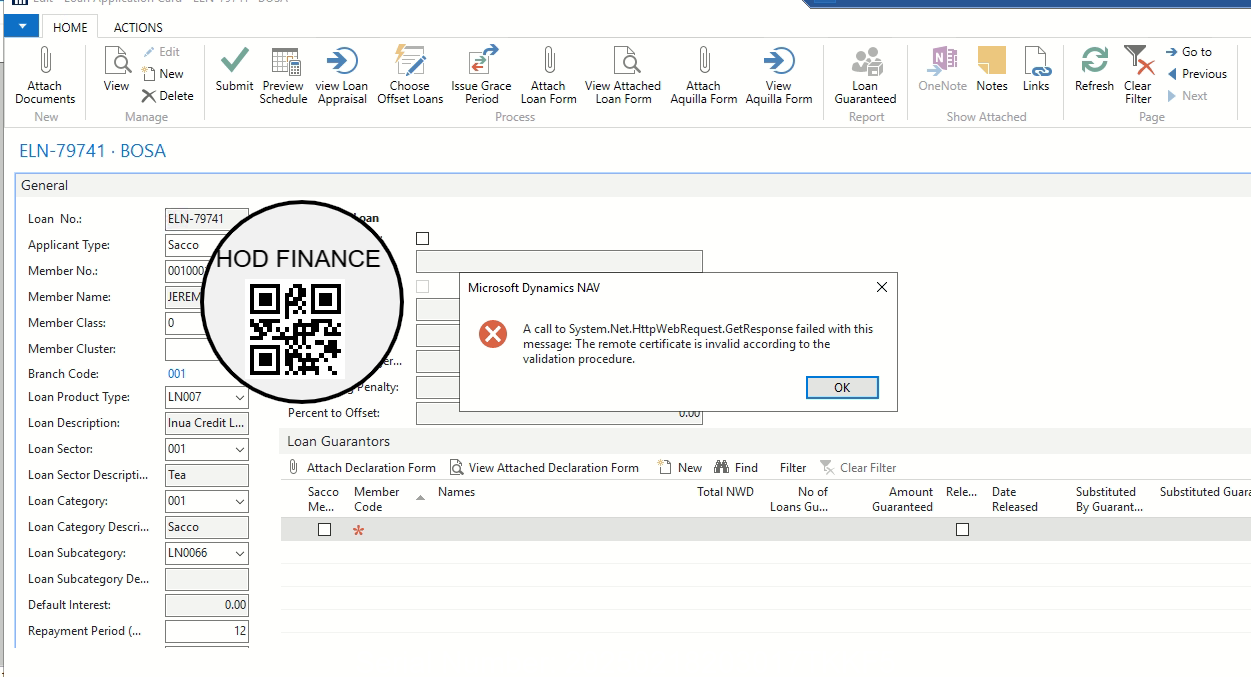 Edit - Loan Application Card - ELN-79741 · BOSA
HOME ACTIONS
Attach Documents
View
Edit
New
Delete
Submit
Preview Schedule
view Loan Appraisal
Choose Offset Loans
Issue Grace Period
Attach Loan Form
View Attached Loan Form
Attach Aquilla Form
View Aquilla Form
Loan Guaranteed
OneNote
Notes
Links
Refresh
Clear Filter
Go to
Previous
Next
New Manage Process Report Show Attached Page
ELN-79741 · BOSA
General
Loan No.: ELN-79741
Applicant Type: Sacco
Member No.:
Member Name:
Member Class: 0
Member Cluster:
Branch Code: 001
Loan Product Type: LN007
Loan Description: Inua Credit L...
Loan Sector: 001
Loan Sector Descripti... Tea
Loan Category: 001
Loan Category Descri... Sacco
Loan Subcategory: LN0066
Loan Subcategory De...
Default Interest: 0.00
Repayment Period (... 12
HOD FINANCE
Penalty:
Percent to Offset: 0.00
Microsoft Dynamics NAV
A call to System.Net.HttpWebRequest.GetResponse failed with this
message: The remote certificate is invalid according to the
validation procedure.
OK
Loan Guarantors
Attach Declaration Form View Attached Declaration Form New Find Filter Clear Filter
Sacco Me...
Member Code
Names
Total NWD
No of Loans Gu...
Amount Guaranteed
Rele...
Date Released
Substituted By Guarant...
Substituted Guara